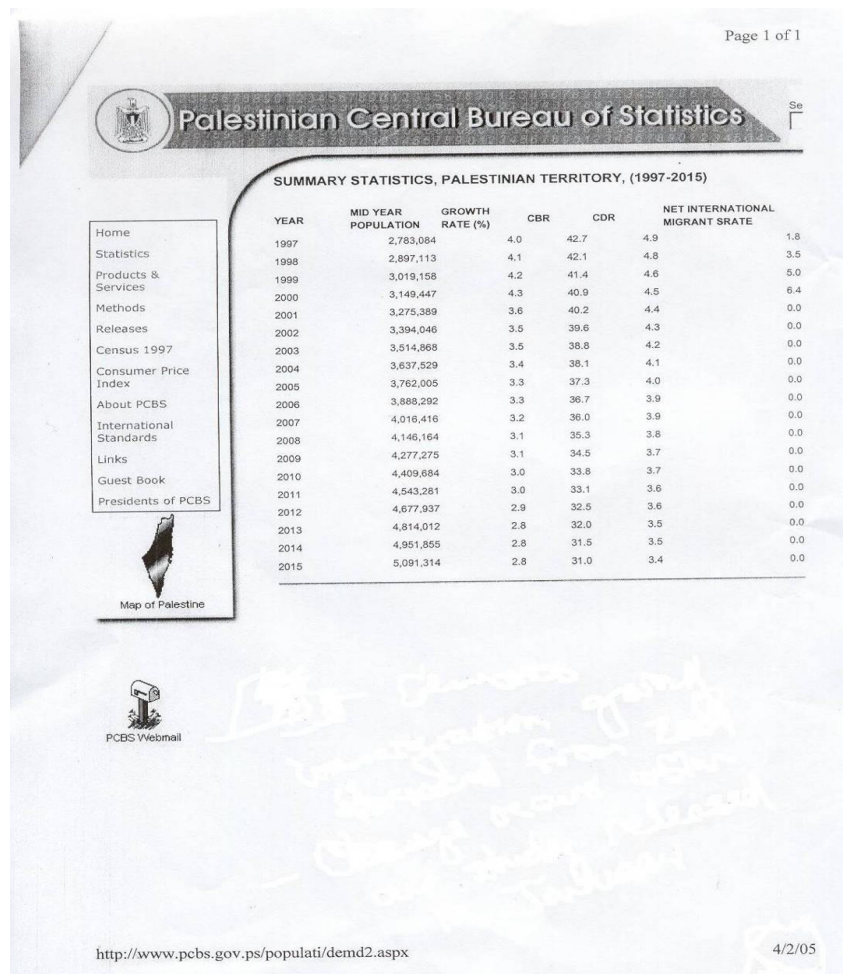 Page 1 of 1
Palestinian Central Bureau of Statistics
Se
SUMMARY STATISTICS, PALESTINIAN TERRITORY, (1997-2015)
YEAR MID YEAR POPULATION GROWTH RATE (%) CBR CDR NET INTERNATIONAL MIGRANT SRATE
1997 2,783,084 4.0 42.7 4.9 1.8
1998 2,897,113 4.1 42.1 4.8 3.5
1999 3,019,158 4.2 41.4 4.6 5.0
2000 3,149,447 4.3 40.9 4.5 6.4
2001 3,275,389 3.6 40.2 4.4 0.0
2002 3,394,046 3.5 39.6 4.3 0.0
2003 3,514,868 3.5 38.8 4.2 0.0
2004 3,637,529 3.4 38.1 4.1 0.0
2005 3,762,005 3.3 37.3 4.0 0.0
2006 3,888,292 3.3 36.7 3.9 0.0
2007 4,016,416 3.2 36.0 3.9 0.0
2008 4,146,164 3.1 35.3 3.8 0.0
2009 4,277,275 3.1 34.5 3.7 0.0
2010 4,409,684 3.0 33.8 3.7 0.0
2011 4,543,281 3.0 33.1 3.6 0.0
2012 4,677,937 2.9 32.5 3.6 0.0
2013 4,814,012 2.8 32.0 3.5 0.0
2014 4,951,855 2.8 31.5 3.5 0.0
2015 5,091,314 2.8 31.0 3.4 0.0
Home
Statistics
Products &
Services
Methods
Releases
Census 1997
Consumer Price
Index
About PCBS
International
Standards
Links
Guest Book
Presidents of PCBS
Map of Palestine
PCBS Webmail
http://www.pcbs.gov.ps/populati/demd2.aspx
4/2/05